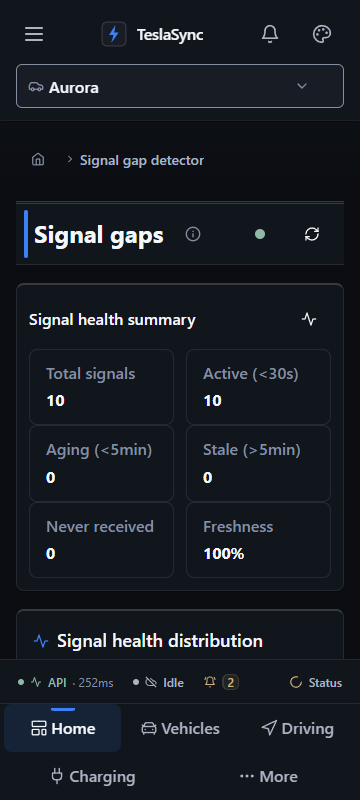 TeslaSync
Aurora
Signal gap detector
Signal gaps
Signal health summary
Total signals
10
Active (<30s)
10
Aging (<5min)
0
Stale (>5min)
0
Never received
0
Freshness
100%
Signal health distribution
API · 252ms
Idle
2
Status
Home
Vehicles
Driving
Charging
More